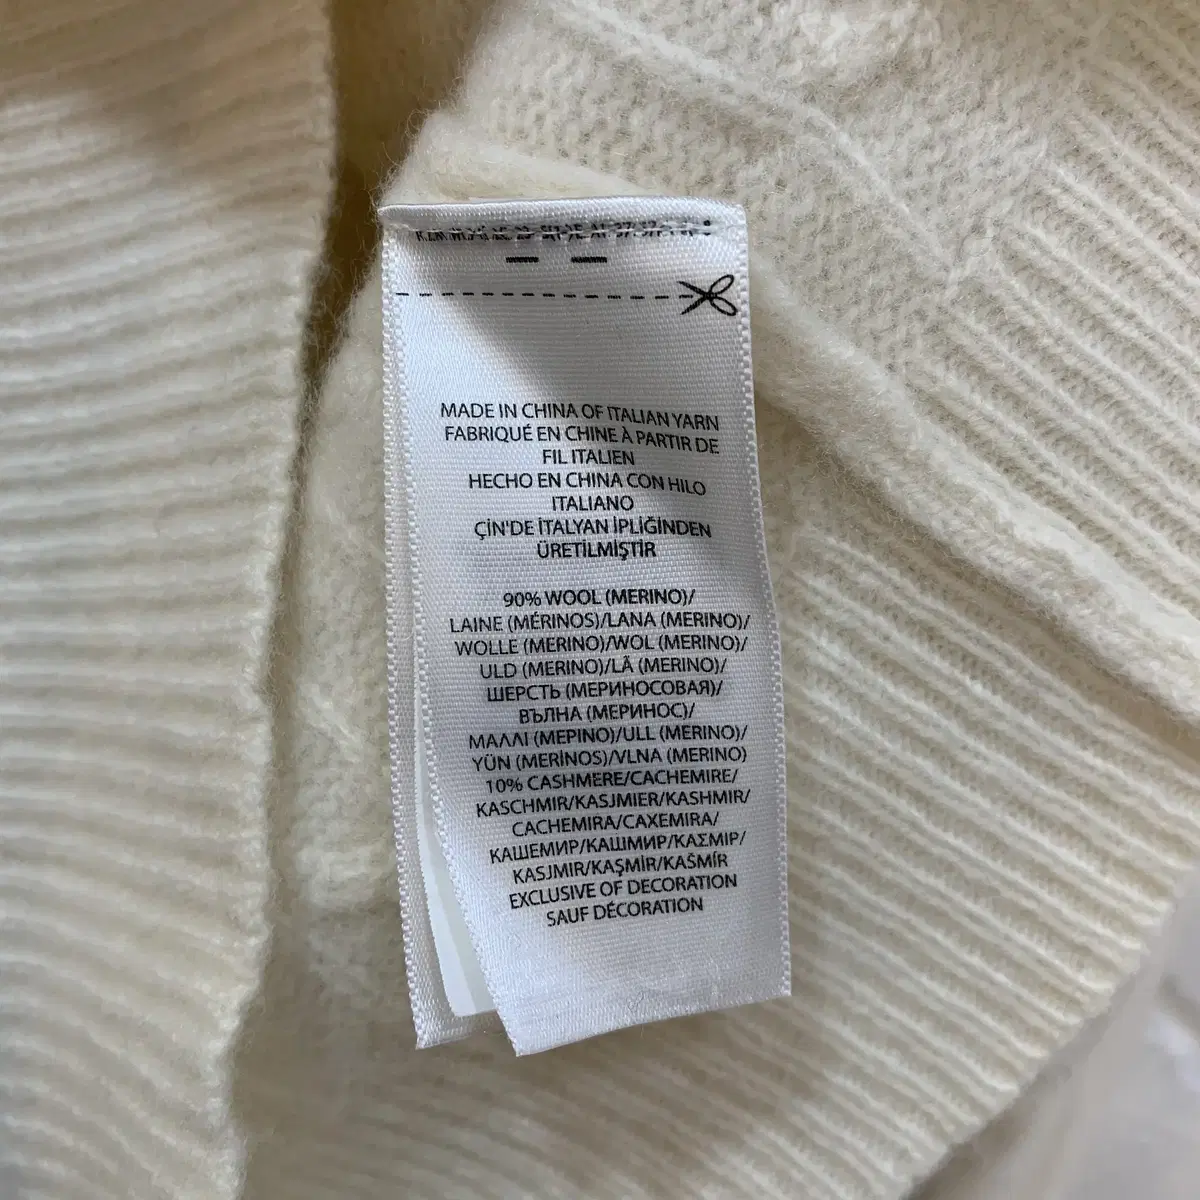 MADE IN CHINA OF ITALIAN YARN
FABRIQUÉ EN CHINE À PARTIR DE
FIL ITALIEN
HECHO EN CHINA CON HILO
ITALIANO
ÇİN'DE İTALYAN İPLİĞİNDEN
ÜRETİLMİŞTİR
90% WOOL (MERINO)/
LAINE (MÉRINOS)/LANA (MERINO)/
WOLLE (MERINO)/WOL (MERINO)/
ULD (MERINO)/LÃ (MERINO)/
ШЕРСТЬ (МЕРИНОСОВАЯ)/
ВЪЛНА (МЕРИНОС)/
ΜΑΛΛΙ (ΜΕΡΙΝΟ)/ULL (MERINO)/
YÜN (MERİNOS)/VLNA (MERINO)
10% CASHMERE/CACHEMIRE/
KASCHMIR/KASJMIER/KASHMIR/
CACHEMIRA/CAXEMIRA/
КАШЕМИР/КАШМИР/ΚΑΣΜΙΡ/
KASJMIR/KAŞMİR/KAŠMÍR
EXCLUSIVE OF DECORATION
SAUF DÉCORATION